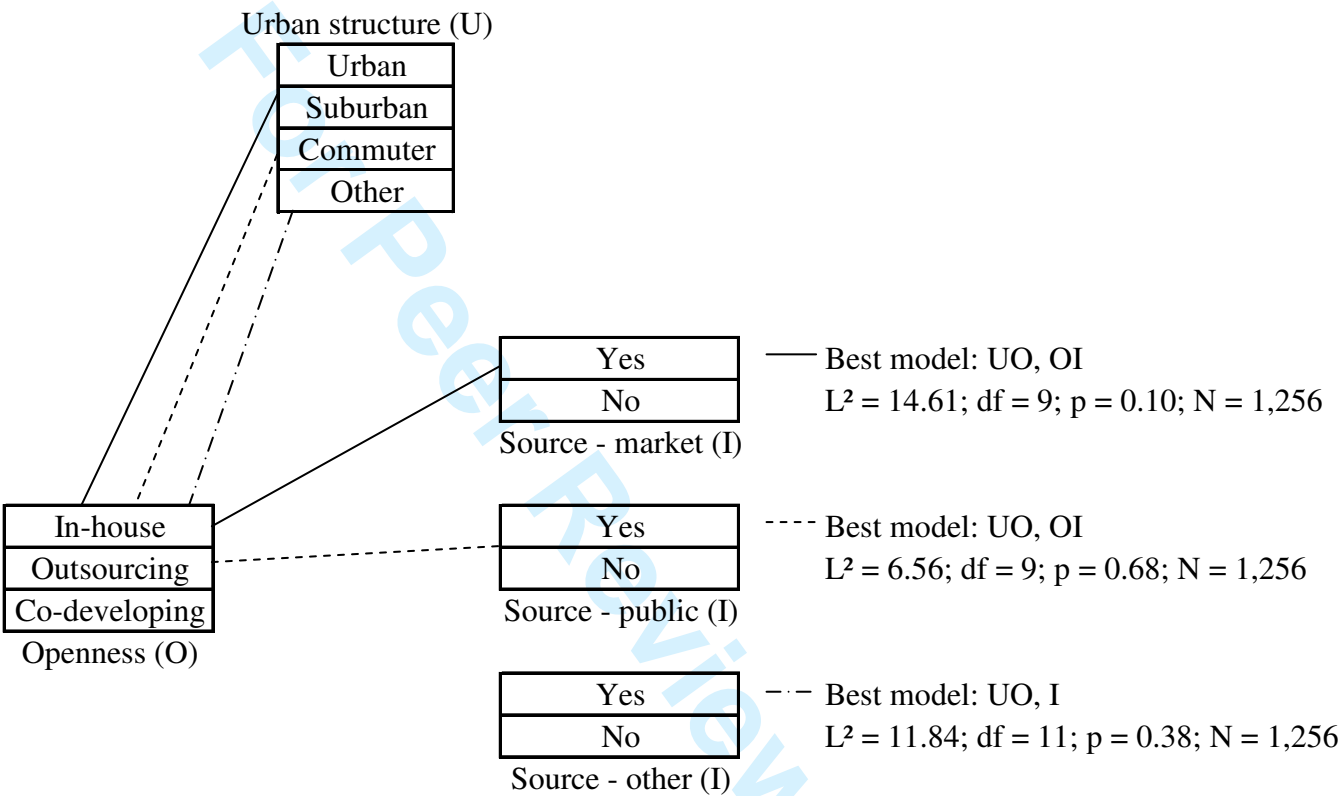 Urban structure (U)
Urban
Suburban
Commuter
Other
Yes
No
Source - market (I)
Best model: UO, OI
L² = 14.61; df = 9; p = 0.10; N = 1,256
In-house
Outsourcing
Co-developing
Openness (O)
Yes
No
Source - public (I)
Best model: UO, OI
L² = 6.56; df = 9; p = 0.68; N = 1,256
Yes
No
Source - other (I)
Best model: UO, I
L² = 11.84; df = 11; p = 0.38; N = 1,256
For Peer Review